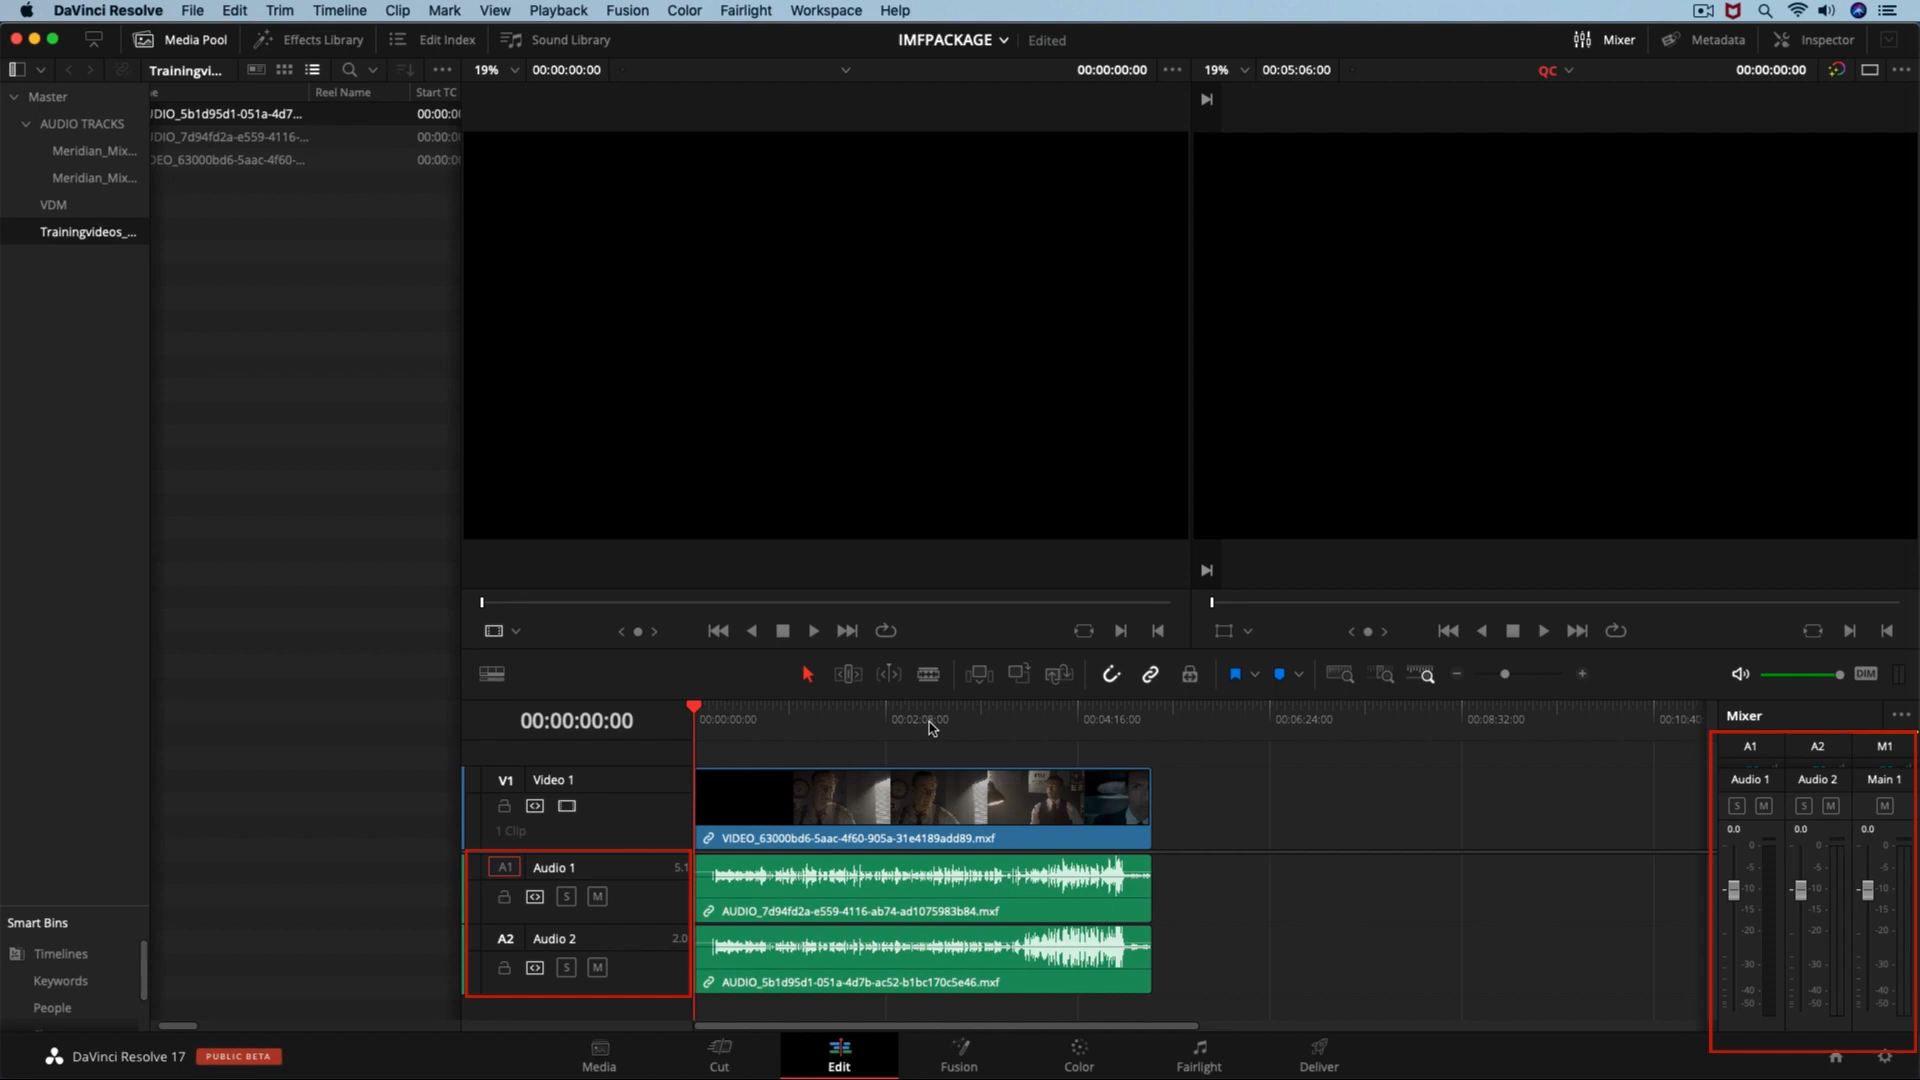 DaVinci Resolve File Edit Trim Timeline Clip Mark View Playback Fusion Color Fairlight Workspace Help
Media Pool Effects Library Edit Index Sound Library IMFPACKAGE Edited Mixer Metadata Inspector
Trainingvi... 19% 00:00:00:00 00:00:00:00 19% 00:05:06:00 QC 00:00:00:00
Master
Reel Name Start TC
JDIO_5b1d95d1-051a-4d7... 00:00:0
AUDIO TRACKS
JDIO_7d94fd2a-e559-4116-... 00:00:0
Meridian_Mix...
DEO_63000bd6-5aac-4f60-... 00:00:0
Meridian_Mix...
VDM
Trainingvideos_...
DIM
00:00:00:00
00:00:00:00 00:02:08:00 00:04:16:00 00:06:24:00 00:08:32:00 00:10:40
Mixer
A1 A2 M1
V1 Video 1
Audio 1 Audio 2 Main 1
S M S M M
1 Clip
VIDEO_63000bd6-5aac-4f60-905a-31e4189add89.mxf
0.0 0.0 0.0
A1 Audio 1 5.1
S M
AUDIO_7d94fd2a-e559-4116-ab74-ad1075983b84.mxf
A2 Audio 2 2.0
S M
AUDIO_5b1d95d1-051a-4d7b-ac52-b1bc170c5e46.mxf
0- 0- 0-
-10- -10- -10-
-15- -15- -15-
-20- -20- -20-
-30- -30- -30-
-40- -40- -40-
-50- -50- -50-
Smart Bins
Timelines
Keywords
People
DaVinci Resolve 17 PUBLIC BETA
Media Cut Edit Fusion Color Fairlight Deliver